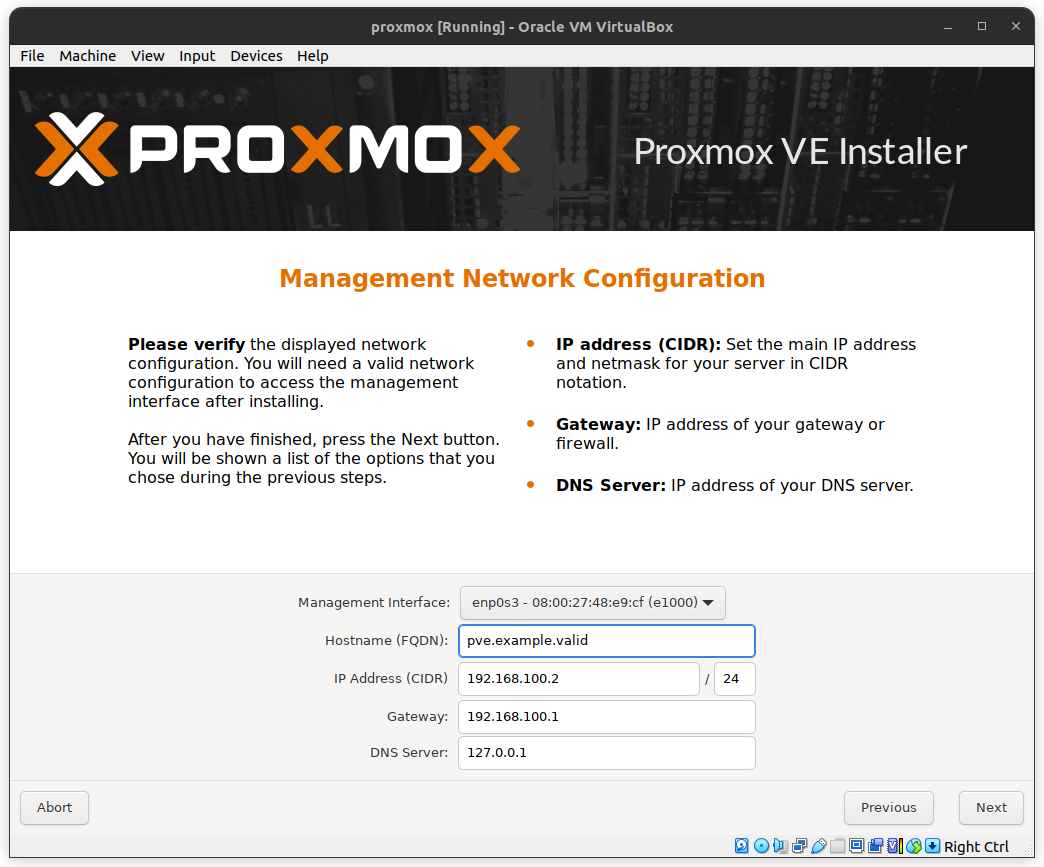 proxmox [Running] - Oracle VM VirtualBox
File Machine View Input Devices Help
PROXMOX
Proxmox VE Installer
Management Network Configuration
Please verify the displayed network
configuration. You will need a valid network
configuration to access the management
interface after installing.
After you have finished, press the Next button.
You will be shown a list of the options that you
chose during the previous steps.
• IP address (CIDR): Set the main IP address
and netmask for your server in CIDR
notation.
• Gateway: IP address of your gateway or
firewall.
• DNS Server: IP address of your DNS server.
Management Interface: enp0s3 - 08:00:27:48:e9:cf (e1000)
Hostname (FQDN): pve.example.valid
IP Address (CIDR) 192.168.100.2 / 24
Gateway: 192.168.100.1
DNS Server: 127.0.0.1
Abort Previous Next
Right Ctrl